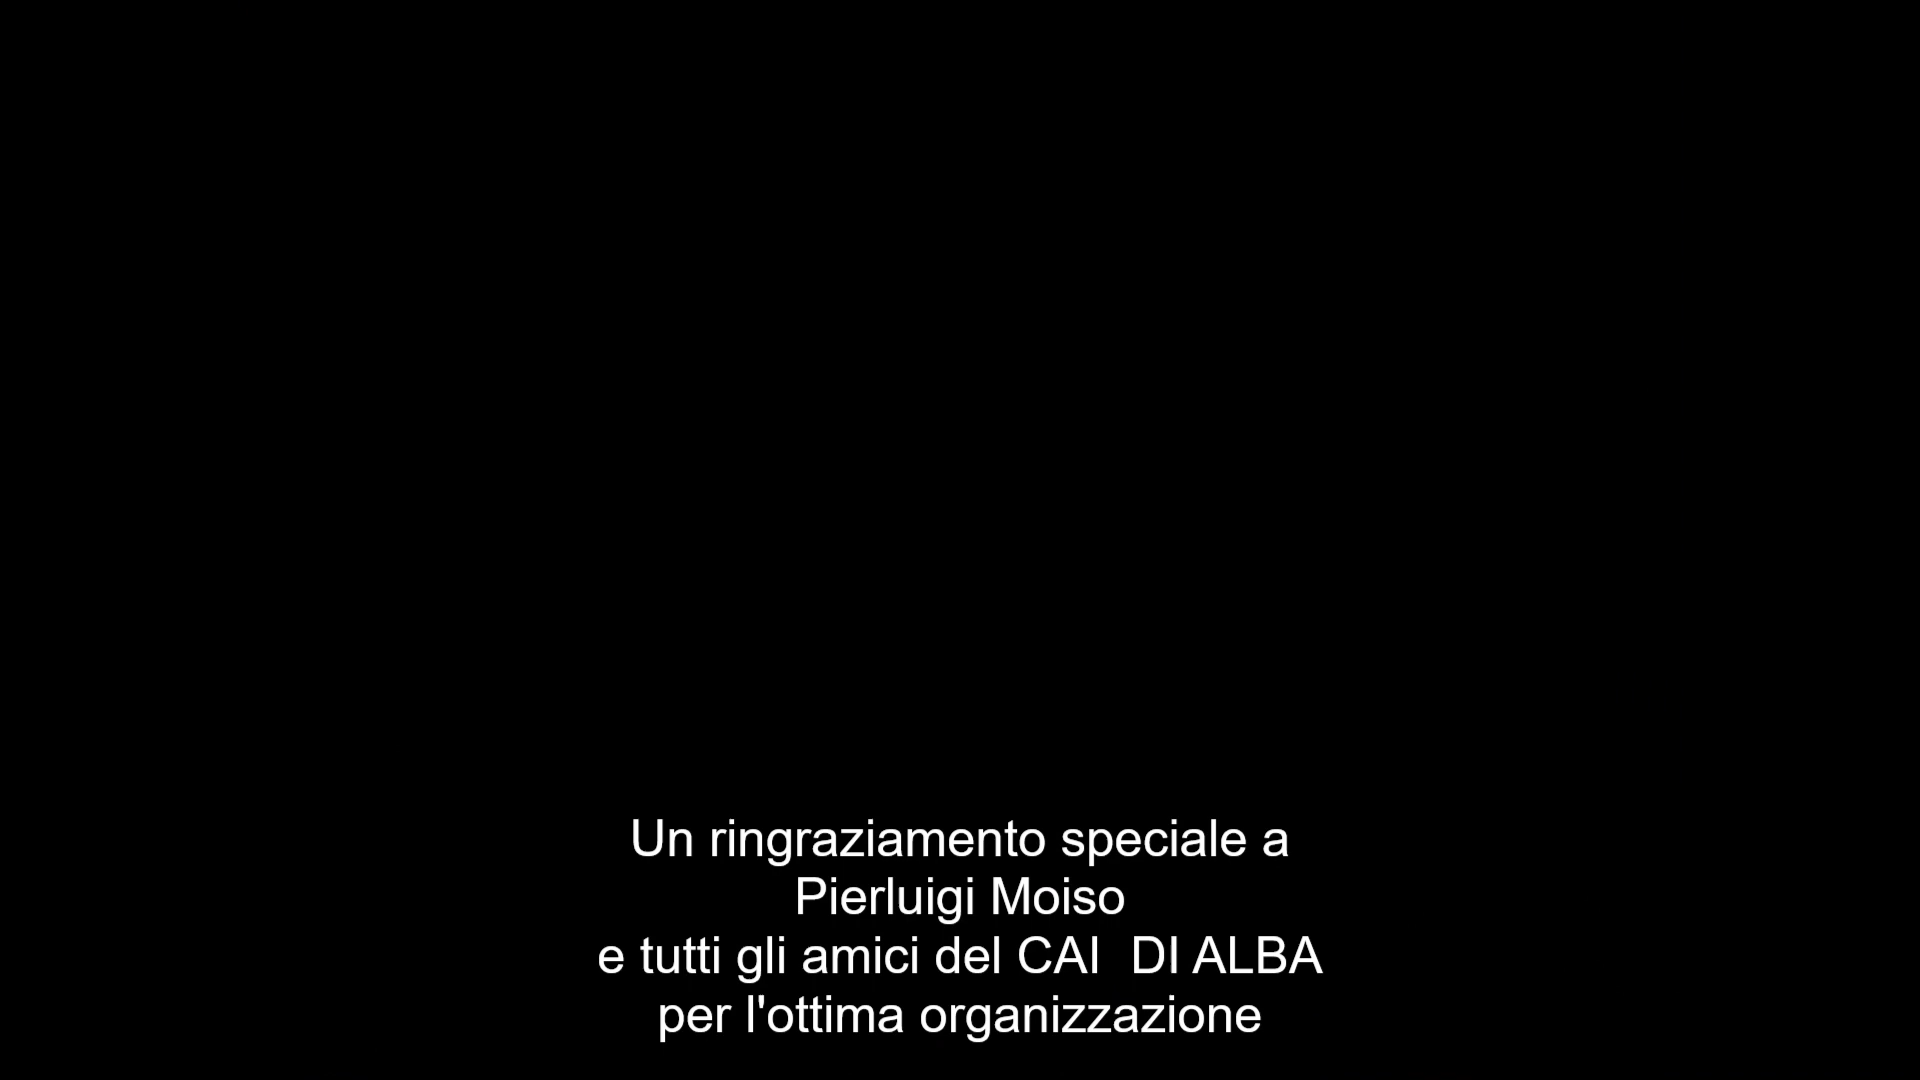 Un ringraziamento speciale a
Pierluigi Moiso
e tutti gli amici del CAI  DI ALBA
per l'ottima organizzazione